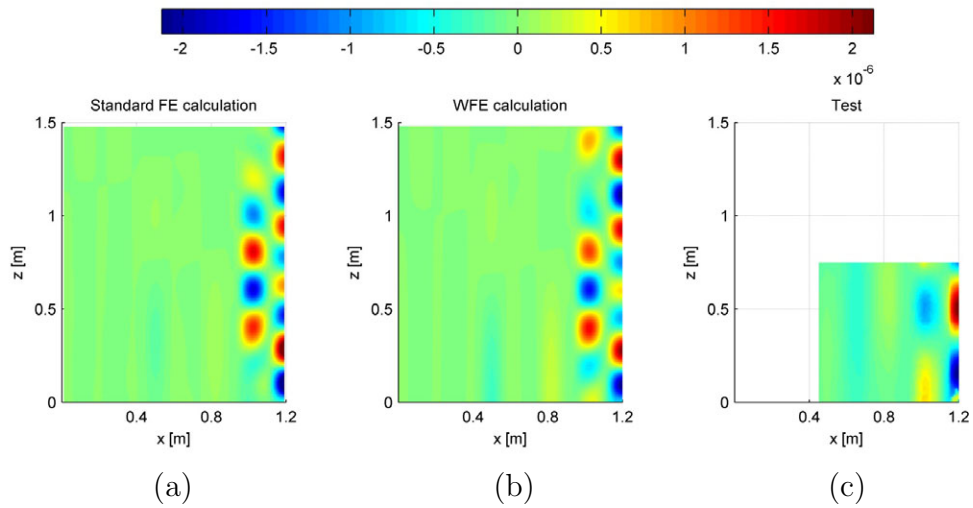 -2 -1.5 -1 -0.5 0 0.5 1 1.5 2
x 10^-6
Standard FE calculation WFE calculation Test
1.5 1.5 1.5
1 1 1
z [m] z [m] z [m]
0.5 0.5 0.5
0 0 0
0.4 0.8 1.2 0.4 0.8 1.2 0.4 0.8 1.2
x [m] x [m] x [m]
(a) (b) (c)